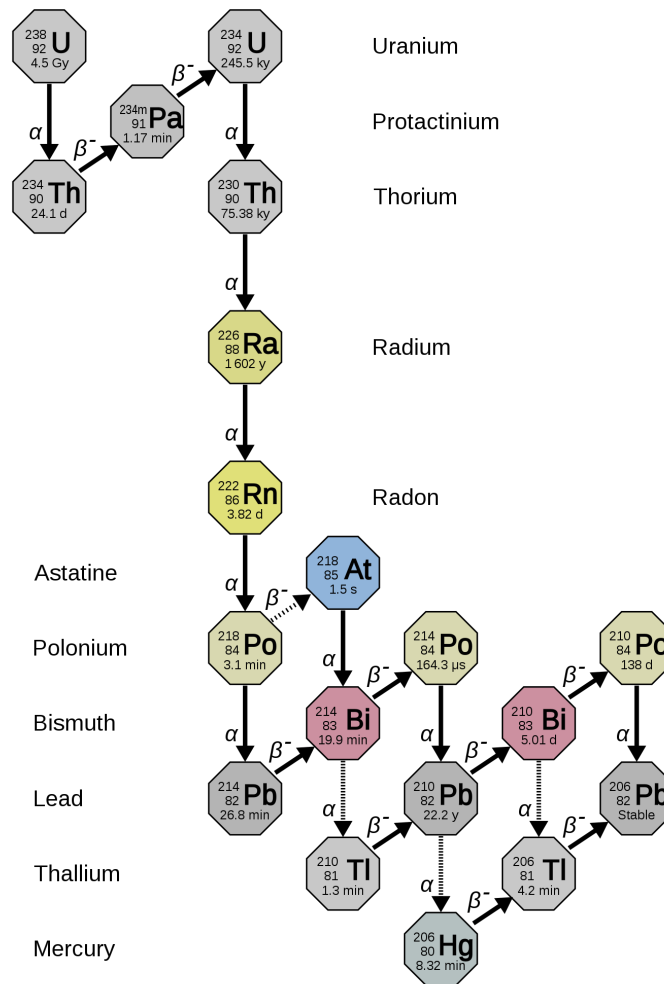 238
92 U
4.5 Gy
234
92 U
245.5 ky
Uranium
β-
234m
91 Pa
1.17 min
Protactinium
α
α
β-
234
90 Th
24.1 d
230
90 Th
75.38 ky
Thorium
α
226
88 Ra
1 602 y
Radium
α
222
86 Rn
3.82 d
Radon
Astatine
218
85 At
1.5 s
α
β-
Polonium
218
84 Po
3.1 min
214
84 Po
164.3 µs
210
84 Po
138 d
α
β-
β-
Bismuth
214
83 Bi
19.9 min
210
83 Bi
5.01 d
α
α
α
β-
β-
Lead
214
82 Pb
26.8 min
210
82 Pb
22.2 y
206
82 Pb
Stable
α
α
β-
β-
Thallium
210
81 Tl
1.3 min
206
81 Tl
4.2 min
α
β-
Mercury
206
80 Hg
8.32 min